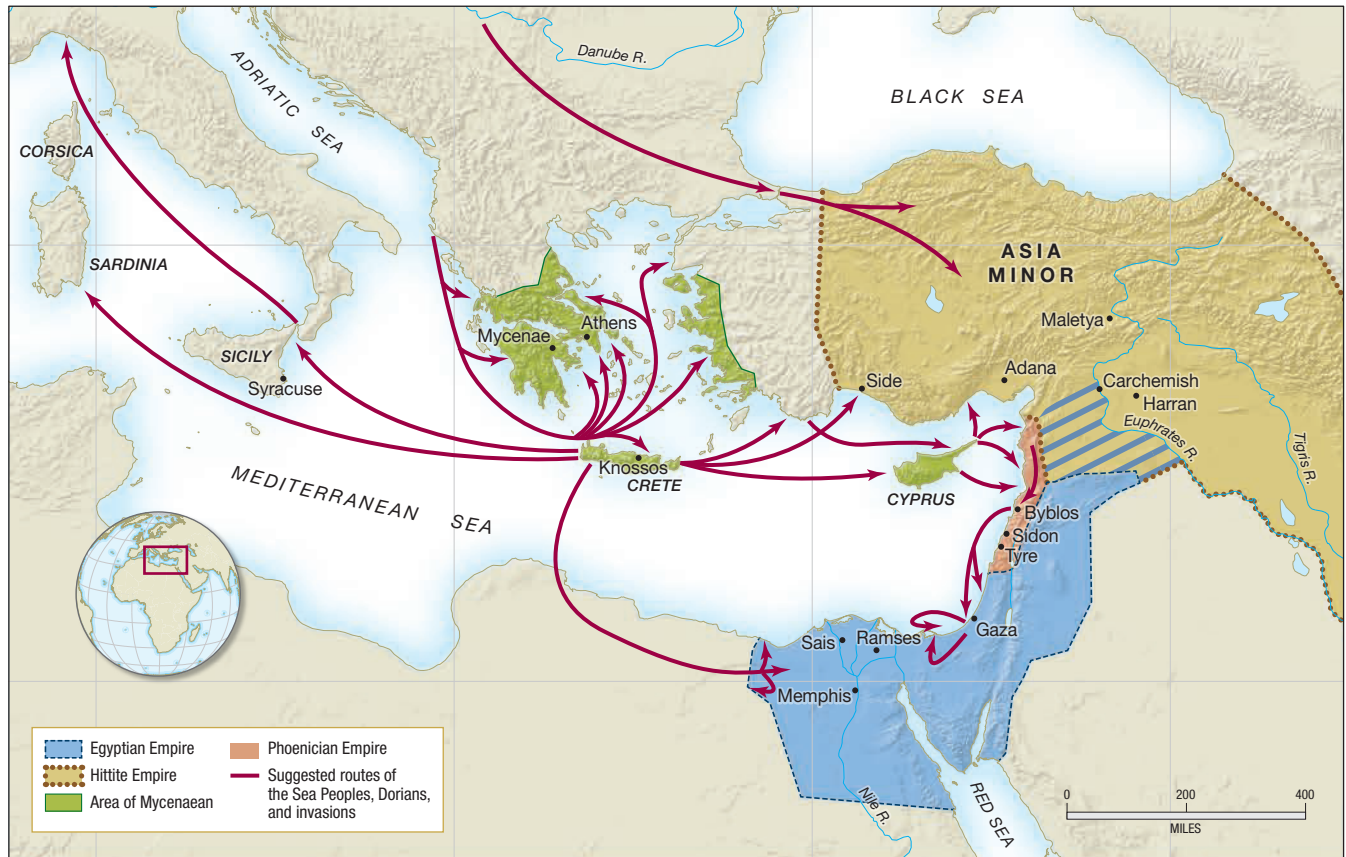 Danube R.
BLACK SEA
ADRIATIC SEA
CORSICA
SARDINIA
ASIA
MINOR
Maletya
Mycenae
Athens
SICILY
Syracuse
Side
Adana
Carchemish
Harran
Euphrates R.
Tigris R.
Knossos
CRETE
CYPRUS
MEDITERRANEAN SEA
Byblos
Sidon
Tyre
Gaza
Sais
Ramses
Memphis
Nile R.
RED SEA
Egyptian Empire
Hittite Empire
Area of Mycenaean
Phoenician Empire
Suggested routes of
the Sea Peoples, Dorians,
and invasions
0 200 400
MILES